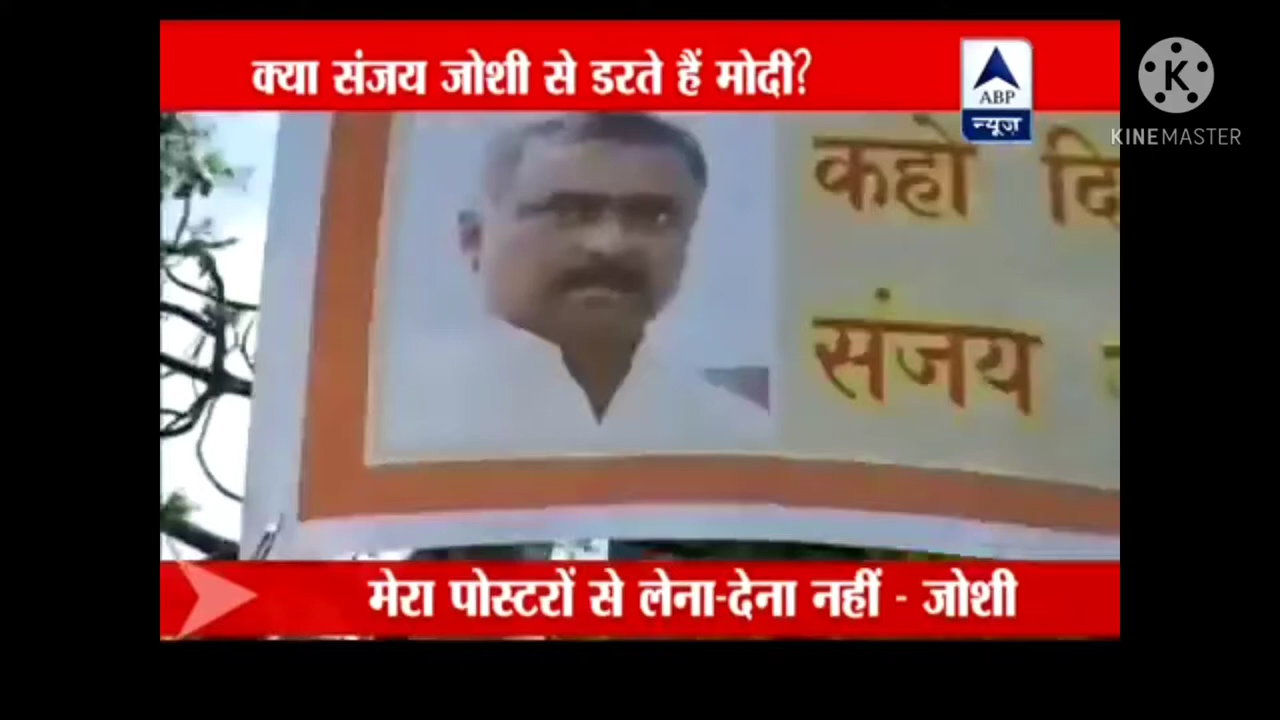 क्या संजय जोशी से डरते हैं मोदी?
ABP
न्यूज़
KINEMASTER
कहो
संजय
मेरा पोस्टरों से लेना-देना नहीं - जोशी